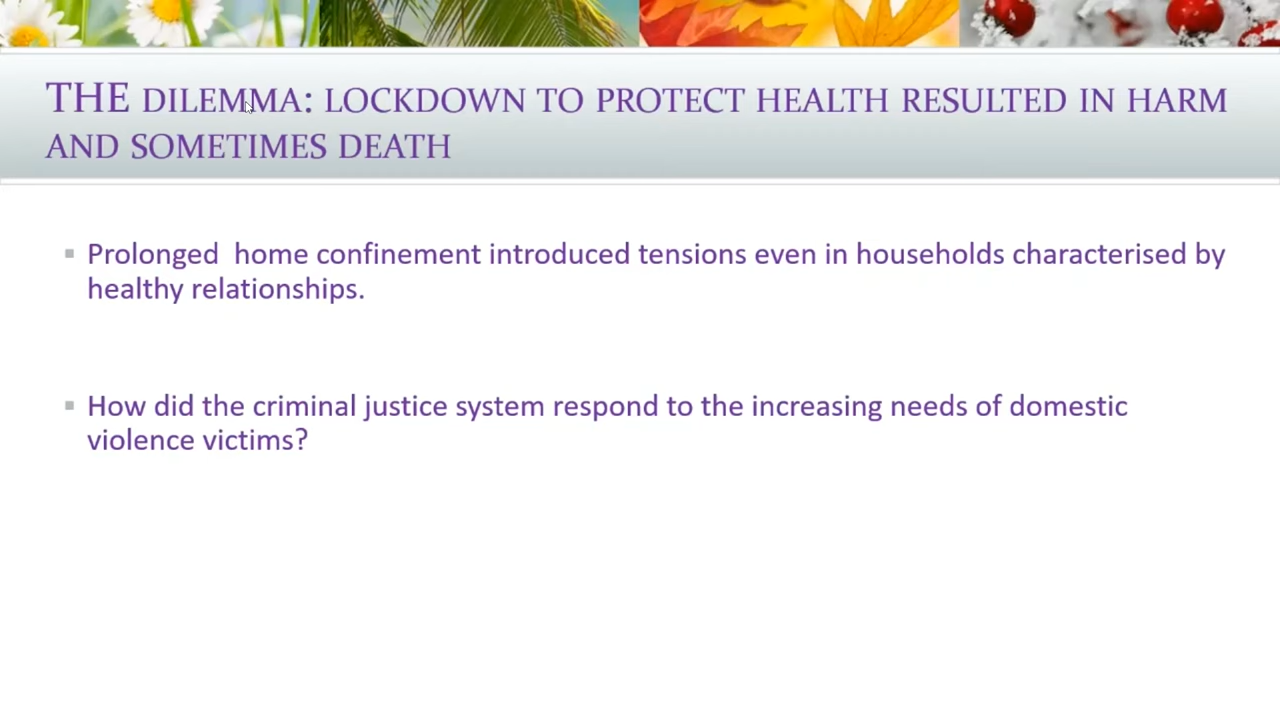 THE DILEMMA: LOCKDOWN TO PROTECT HEALTH RESULTED IN HARM
AND SOMETIMES DEATH
Prolonged  home confinement introduced tensions even in households characterised by
healthy relationships.
How did the criminal justice system respond to the increasing needs of domestic
violence victims?